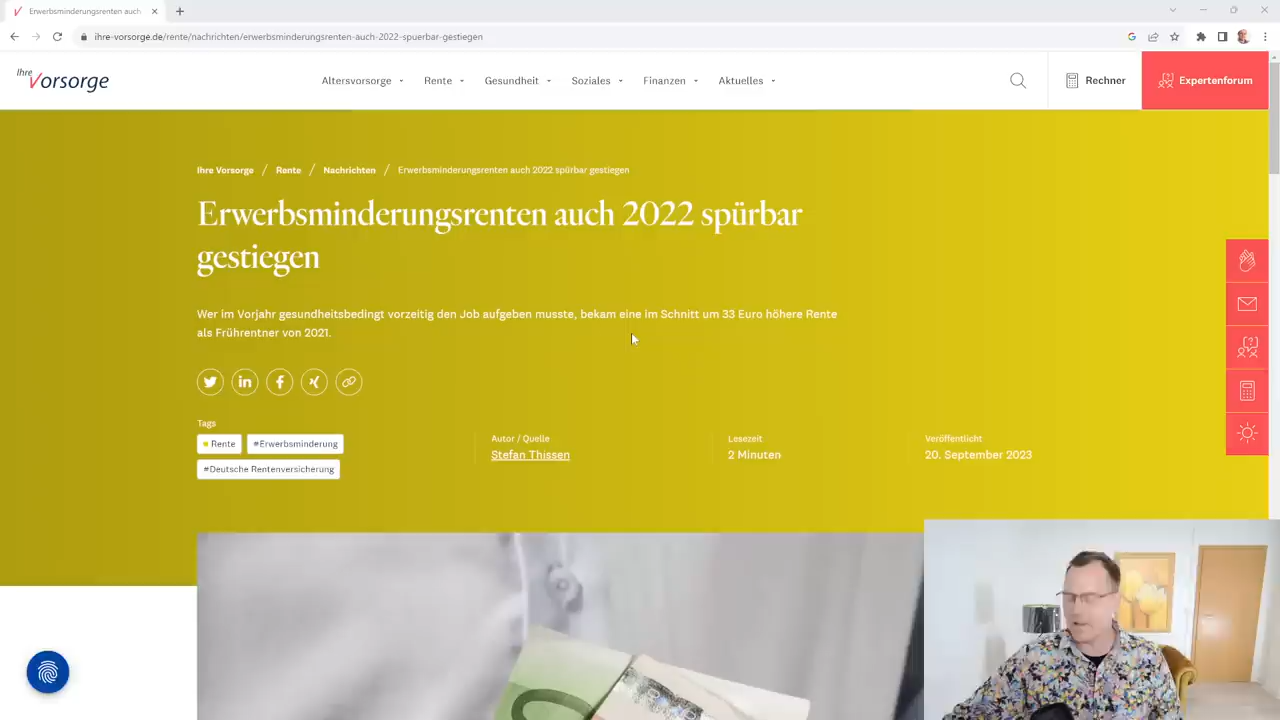 Erwerbsminderungsrenten auch
ihre-vorsorge.de/rente/nachrichten/erwerbsminderungsrenten-auch-2022-spuerbar-gestiegen
Ihre Vorsorge
Altersvorsorge
Rente
Gesundheit
Soziales
Finanzen
Aktuelles
Rechner
Expertenforum
Ihre Vorsorge / Rente / Nachrichten / Erwerbsminderungsrenten auch 2022 spürbar gestiegen
Erwerbsminderungsrenten auch 2022 spürbar
gestiegen
Wer im Vorjahr gesundheitsbedingt vorzeitig den Job aufgeben musste, bekam eine im Schnitt um 33 Euro höhere Rente
als Frührentner von 2021.
Tags
Rente
#Erwerbsminderung
#Deutsche Rentenversicherung
Autor / Quelle
Stefan Thissen
Lesezeit
2 Minuten
Veröffentlicht
20. September 2023